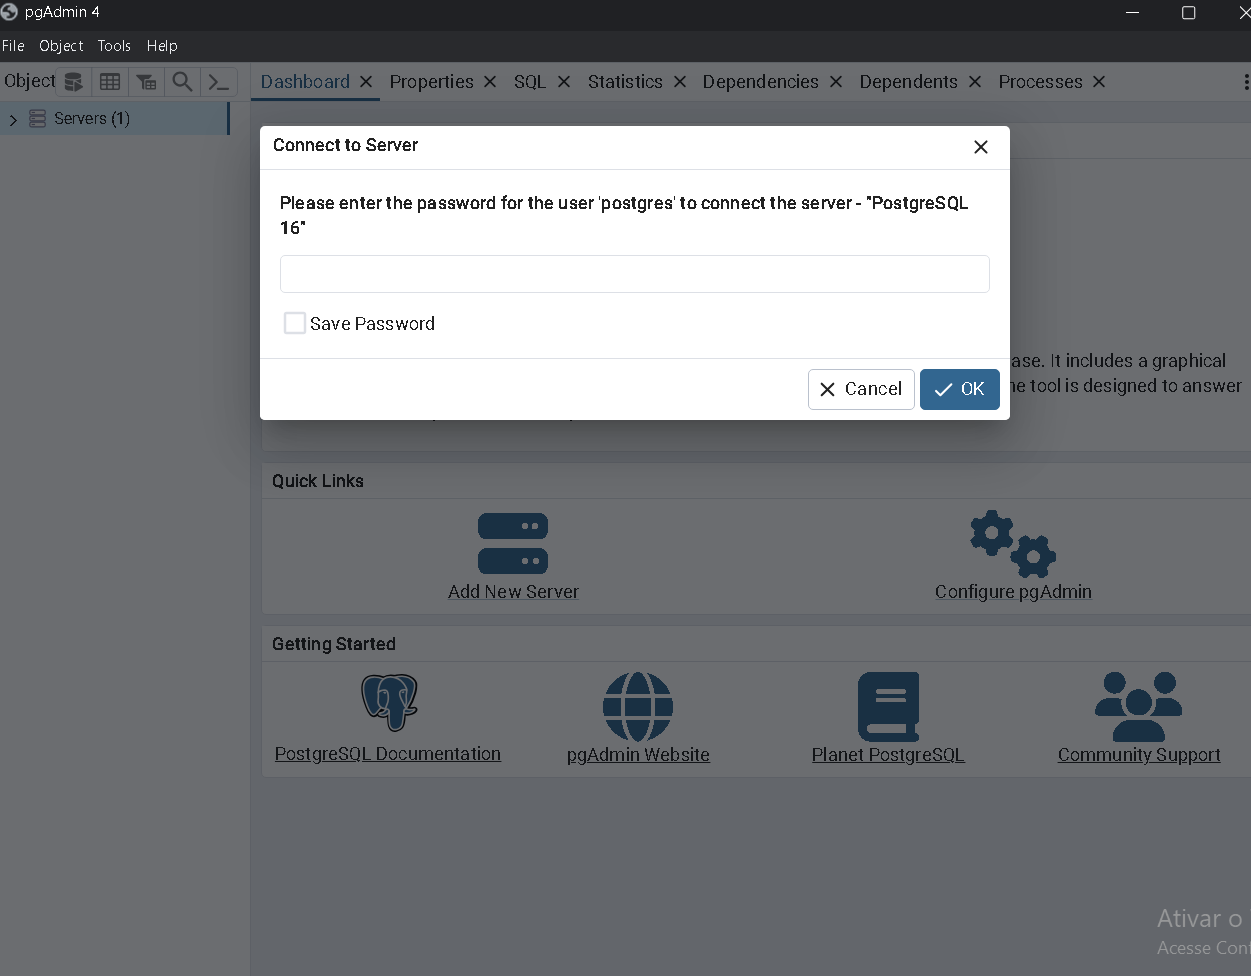 pgAdmin 4
File Object Tools Help
Object
Dashboard Properties SQL Statistics Dependencies Dependents Processes
Servers (1)
Connect to Server
Please enter the password for the user 'postgres' to connect the server - "PostgreSQL
16"
Save Password
Cancel OK
ase. It includes a graphical
tool is designed to answer
Quick Links
Add New Server Configure pgAdmin
Getting Started
PostgreSQL Documentation pgAdmin Website Planet PostgreSQL Community Support
Ativar o
Acesse